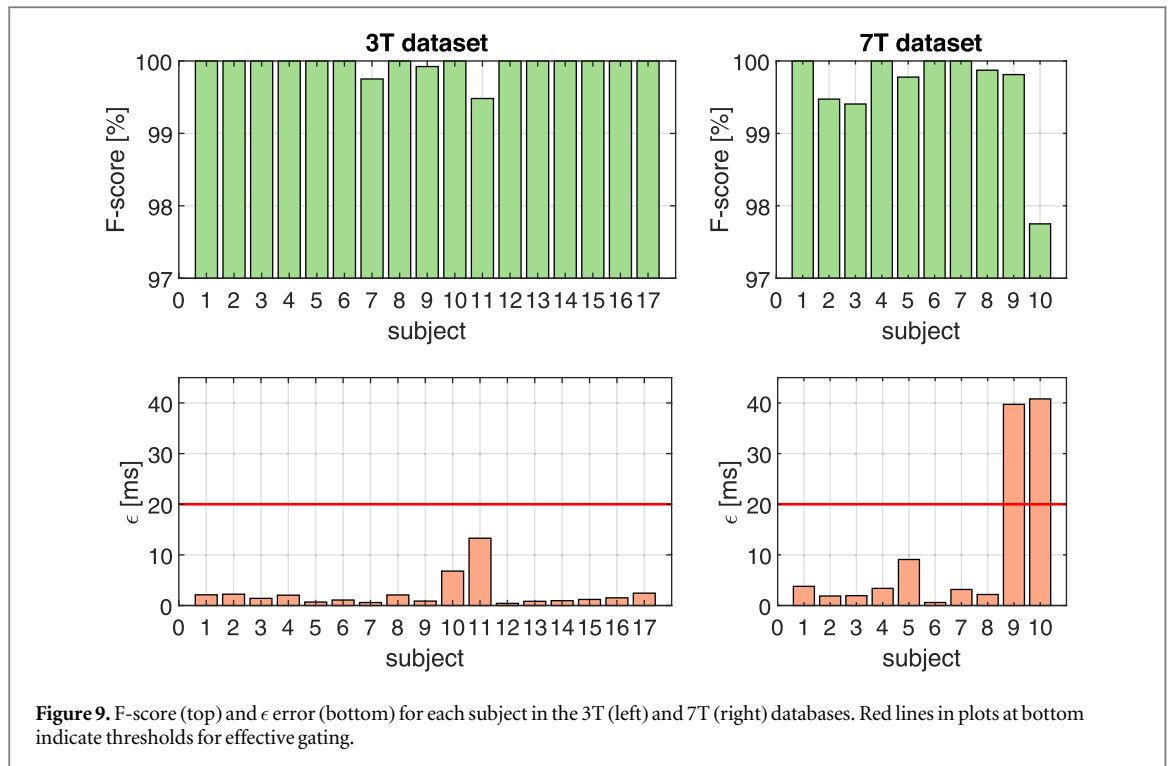 3T dataset
100
99
98
97
F-score [%]
0 1 2 3 4 5 6 7 8 9 10 11 12 13 14 15 16 17
subject
7T dataset
100
99
98
97
F-score [%]
0 1 2 3 4 5 6 7 8 9 10
subject
40
30
20
10
0
ϵ [ms]
0 1 2 3 4 5 6 7 8 9 10 11 12 13 14 15 16 17
subject
40
30
20
10
0
ϵ [ms]
0 1 2 3 4 5 6 7 8 9 10
subject
Figure 9. F-score (top) and ϵ error (bottom) for each subject in the 3T (left) and 7T (right) databases. Red lines in plots at bottom
indicate thresholds for effective gating.